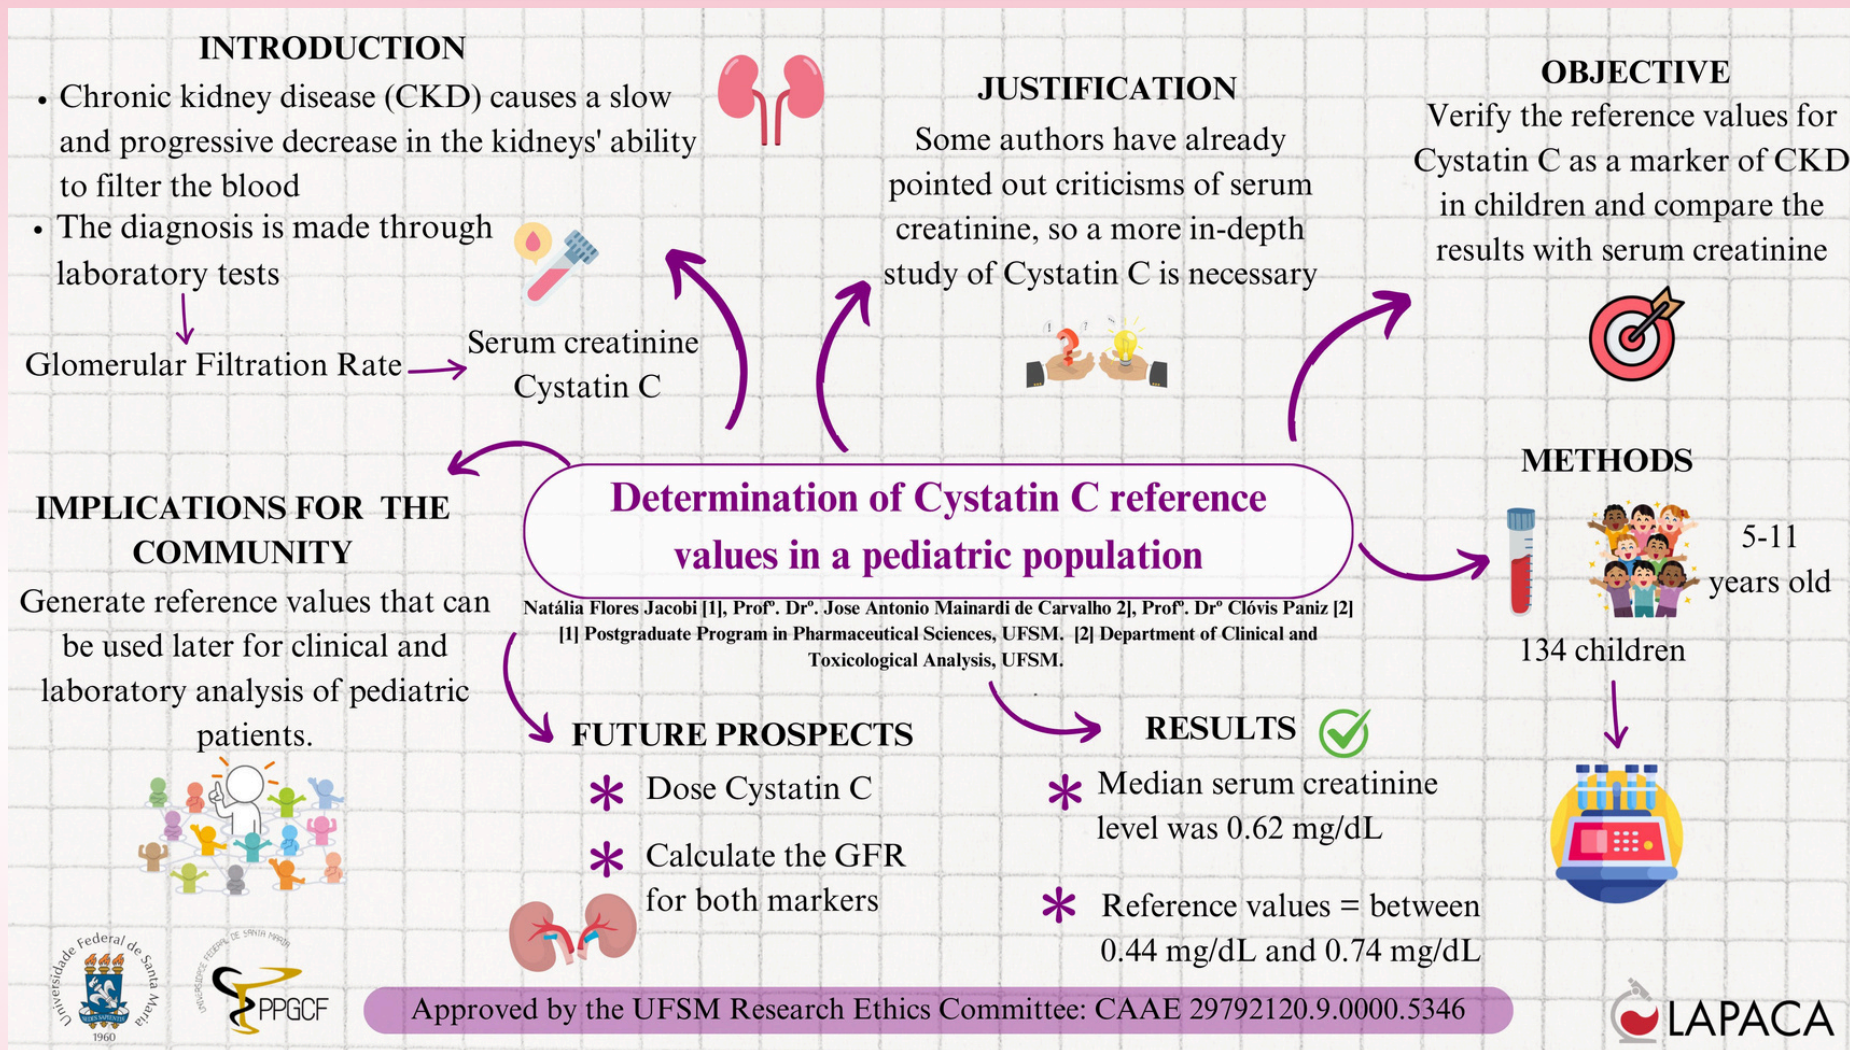 INTRODUCTION
• Chronic kidney disease (CKD) causes a slow
and progressive decrease in the kidneys' ability
to filter the blood
• The diagnosis is made through
laboratory tests
Glomerular Filtration Rate
Serum creatinine
Cystatin C
JUSTIFICATION
Some authors have already
pointed out criticisms of serum
creatinine, so a more in-depth
study of Cystatin C is necessary
OBJECTIVE
Verify the reference values for
Cystatin C as a marker of CKD
in children and compare the
results with serum creatinine
METHODS
5-11
years old
134 children
Determination of Cystatin C reference
values in a pediatric population
Natália Flores Jacobi [1], Profº. Drº. Jose Antonio Mainardi de Carvalho 2], Profº. Drº Clóvis Paniz [2]
[1] Postgraduate Program in Pharmaceutical Sciences, UFSM. [2] Department of Clinical and
Toxicological Analysis, UFSM.
IMPLICATIONS FOR THE
COMMUNITY
Generate reference values that can
be used later for clinical and
laboratory analysis of pediatric
patients.
FUTURE PROSPECTS
* Dose Cystatin C
* Calculate the GFR
for both markers
RESULTS
* Median serum creatinine
level was 0.62 mg/dL
* Reference values = between
0.44 mg/dL and 0.74 mg/dL
Universidade Federal de Santa Maria
SEDES SAPIENTIAE
1960
UNIVERSIDADE FEDERAL DE SANTA MARIA
PPGCF
Approved by the UFSM Research Ethics Committee: CAAE 29792120.9.0000.5346
LAPACA